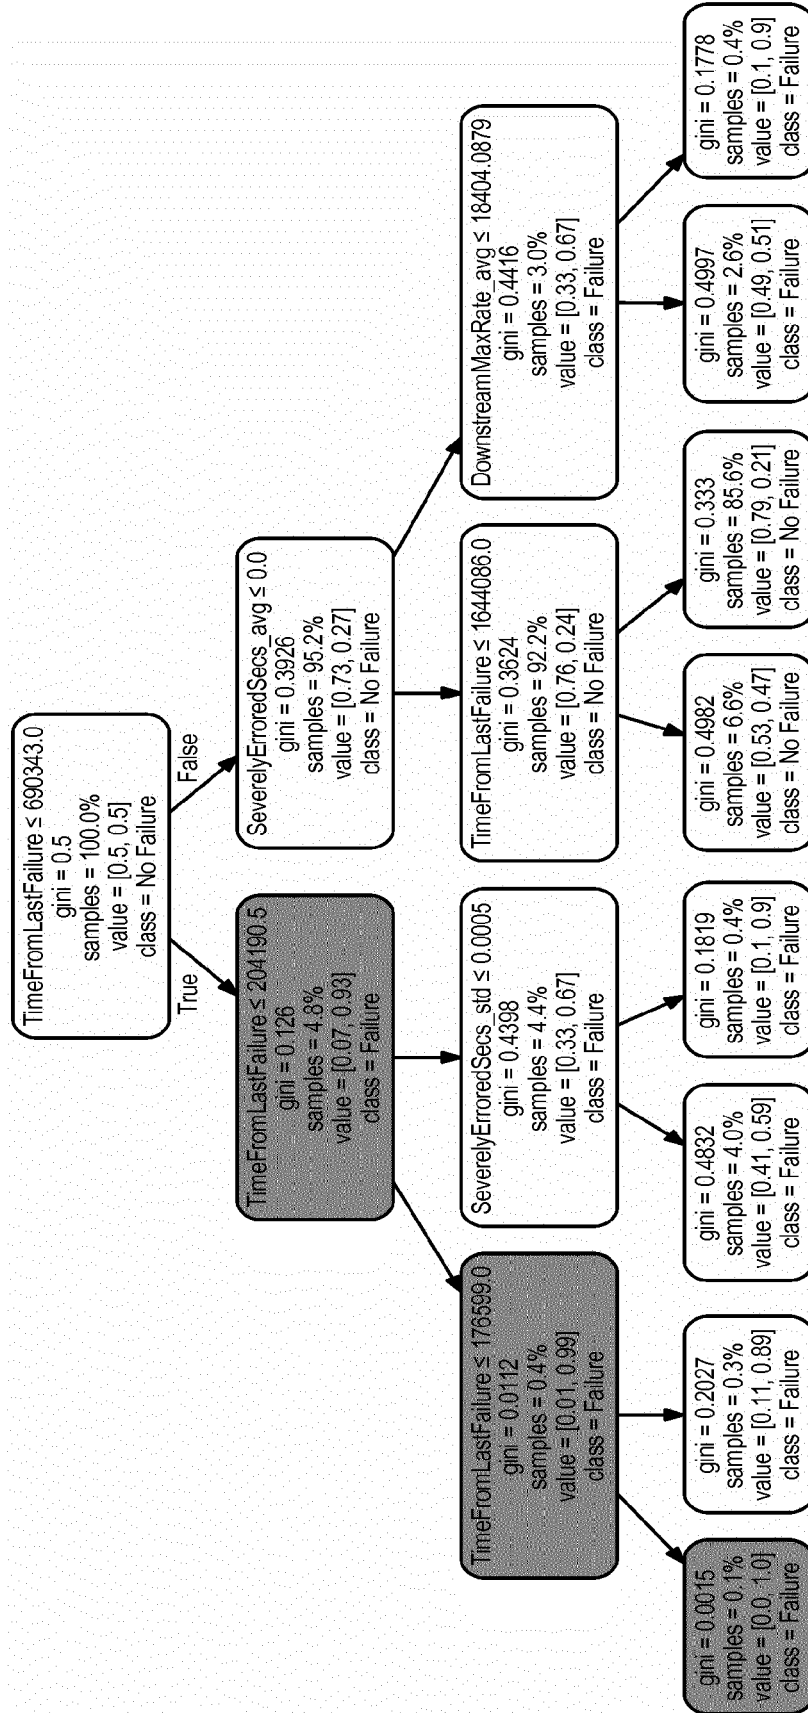 TimeFromLastFailure ≤ 690343.0
gini = 0.5
samples = 100.0%
value = [0.5, 0.5]
class = No Failure
True
False
TimeFromLastFailure ≤ 204190.5
gini = 0.126
samples = 4.8%
value = [0.07, 0.93]
class = Failure
SeverelyErroredSecs_avg ≤ 0.0
gini = 0.3926
samples = 95.2%
value = [0.73, 0.27]
class = No Failure
TimeFromLastFailure ≤ 176599.0
gini = 0.0112
samples = 0.4%
value = [0.01, 0.99]
class = Failure
SeverelyErroredSecs_std ≤ 0.0005
gini = 0.4398
samples = 4.4%
value = [0.33, 0.67]
class = Failure
TimeFromLastFailure ≤ 1644086.0
gini = 0.3624
samples = 92.2%
value = [0.76, 0.24]
class = No Failure
DownstreamMaxRate_avg ≤ 18404.0879
gini = 0.4416
samples = 3.0%
value = [0.33, 0.67]
class = Failure
gini = 0.0015
samples = 0.1%
value = [0.0, 1.0]
class = Failure
gini = 0.2027
samples = 0.3%
value = [0.11, 0.89]
class = Failure
gini = 0.4832
samples = 4.0%
value = [0.41, 0.59]
class = Failure
gini = 0.1819
samples = 0.4%
value = [0.1, 0.9]
class = Failure
gini = 0.4982
samples = 6.6%
value = [0.53, 0.47]
class = No Failure
gini = 0.333
samples = 85.6%
value = [0.79, 0.21]
class = No Failure
gini = 0.4997
samples = 2.6%
value = [0.49, 0.51]
class = Failure
gini = 0.1778
samples = 0.4%
value = [0.1, 0.9]
class = Failure